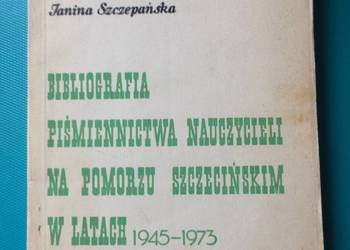 Janina Szczepańska
BIBLIOGRAFIA
PIŚMIENNICTWA NAUCZYCIELI
NA POMORZU SZCZECIŃSKIM
W LATACH 1945-1973